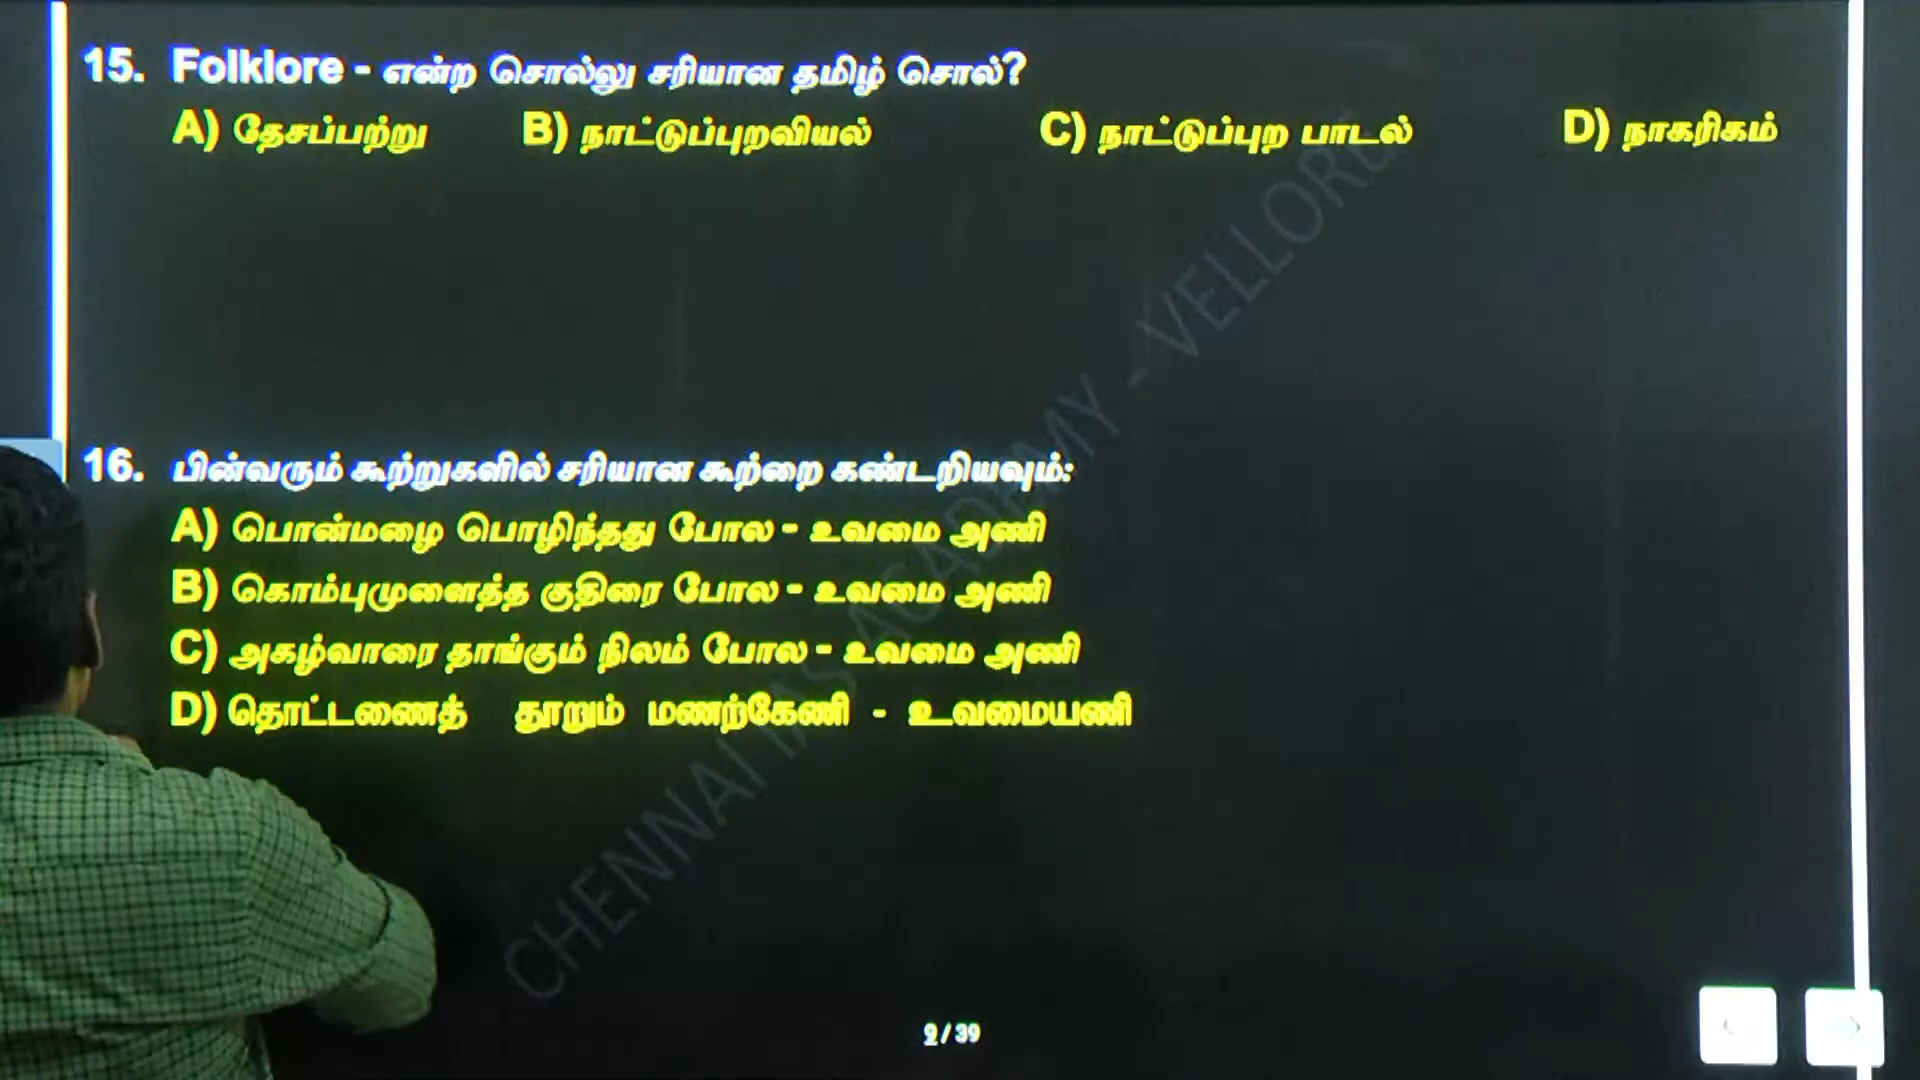 15. Folklore - என்ற சொல்லு சரியான தமிழ் சொல்?
A) தேசப்பற்று B) நாட்டுப்புறவியல் C) நாட்டுப்புற பாடல் D) நாகரிகம்
16. பின்வரும் கூற்றுகளில் சரியான கூற்றை கண்டறியவும்:
A) பொன்மழை பொழிந்தது போல - உவமை அணி
B) கொம்புமுளைத்த குதிரை போல - உவமை அணி
C) அகழ்வாரை தாங்கும் நிலம் போல - உவமை அணி
D) தொட்டணைத் தூறும் மணற்கேணி - உவமையணி
CHENNAI IAS ACADEMY - VELLORE
2/39